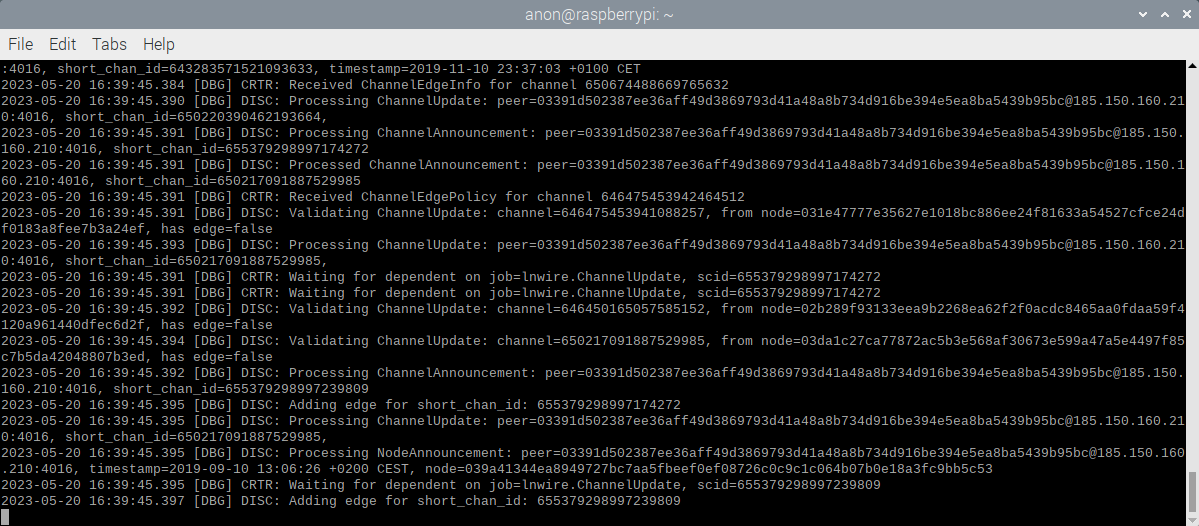 anon@raspberrypi: ~
File Edit Tabs Help
:4016, short_chan_id=643283571521093633, timestamp=2019-11-10 23:37:03 +0100 CET
2023-05-20 16:39:45.384 [DBG] CRTR: Received ChannelEdgeInfo for channel 650674488669765632
2023-05-20 16:39:45.390 [DBG] DISC: Processing ChannelUpdate: peer=03391d502387ee36aff49d3869793d41a48a8b734d916be394e5ea8ba5439b95bc@185.150.160.21
0:4016, short_chan_id=650220390462193664,
2023-05-20 16:39:45.391 [DBG] DISC: Processing ChannelAnnouncement: peer=03391d502387ee36aff49d3869793d41a48a8b734d916be394e5ea8ba5439b95bc@185.150.
160.210:4016, short_chan_id=655379298997174272
2023-05-20 16:39:45.391 [DBG] DISC: Processed ChannelAnnouncement: peer=03391d502387ee36aff49d3869793d41a48a8b734d916be394e5ea8ba5439b95bc@185.150.1
60.210:4016, short_chan_id=650217091887529985
2023-05-20 16:39:45.391 [DBG] CRTR: Received ChannelEdgePolicy for channel 646475453942464512
2023-05-20 16:39:45.391 [DBG] DISC: Validating ChannelUpdate: channel=646475453941088257, from node=031e47777e35627e1018bc886ee24f81633a54527cfce24d
f0183a8fee7b3a24ef, has edge=false
2023-05-20 16:39:45.393 [DBG] DISC: Processing ChannelUpdate: peer=03391d502387ee36aff49d3869793d41a48a8b734d916be394e5ea8ba5439b95bc@185.150.160.21
0:4016, short_chan_id=650217091887529985,
2023-05-20 16:39:45.391 [DBG] CRTR: Waiting for dependent on job=lnwire.ChannelUpdate, scid=655379298997174272
2023-05-20 16:39:45.391 [DBG] CRTR: Waiting for dependent on job=lnwire.ChannelUpdate, scid=655379298997174272
2023-05-20 16:39:45.392 [DBG] DISC: Validating ChannelUpdate: channel=646450165057585152, from node=02b289f93133eea9b2268ea62f2f0acdc8465aa0fdaa59f4
120a961440dfec6d2f, has edge=false
2023-05-20 16:39:45.394 [DBG] DISC: Validating ChannelUpdate: channel=650217091887529985, from node=03da1c27ca77872ac5b3e568af30673e599a47a5e4497f85
c7b5da42048807b3ed, has edge=false
2023-05-20 16:39:45.392 [DBG] DISC: Processing ChannelAnnouncement: peer=03391d502387ee36aff49d3869793d41a48a8b734d916be394e5ea8ba5439b95bc@185.150.
160.210:4016, short_chan_id=655379298997239809
2023-05-20 16:39:45.395 [DBG] DISC: Adding edge for short_chan_id: 655379298997174272
2023-05-20 16:39:45.395 [DBG] DISC: Processing ChannelUpdate: peer=03391d502387ee36aff49d3869793d41a48a8b734d916be394e5ea8ba5439b95bc@185.150.160.21
0:4016, short_chan_id=650217091887529985,
2023-05-20 16:39:45.395 [DBG] DISC: Processing NodeAnnouncement: peer=03391d502387ee36aff49d3869793d41a48a8b734d916be394e5ea8ba5439b95bc@185.150.160
.210:4016, timestamp=2019-09-10 13:06:26 +0200 CEST, node=039a41344ea8949727bc7aa5fbeef0ef08726c0c9c1c064b07b0e18a3fc9bb5c53
2023-05-20 16:39:45.395 [DBG] CRTR: Waiting for dependent on job=lnwire.ChannelUpdate, scid=655379298997239809
2023-05-20 16:39:45.397 [DBG] DISC: Adding edge for short_chan_id: 655379298997239809